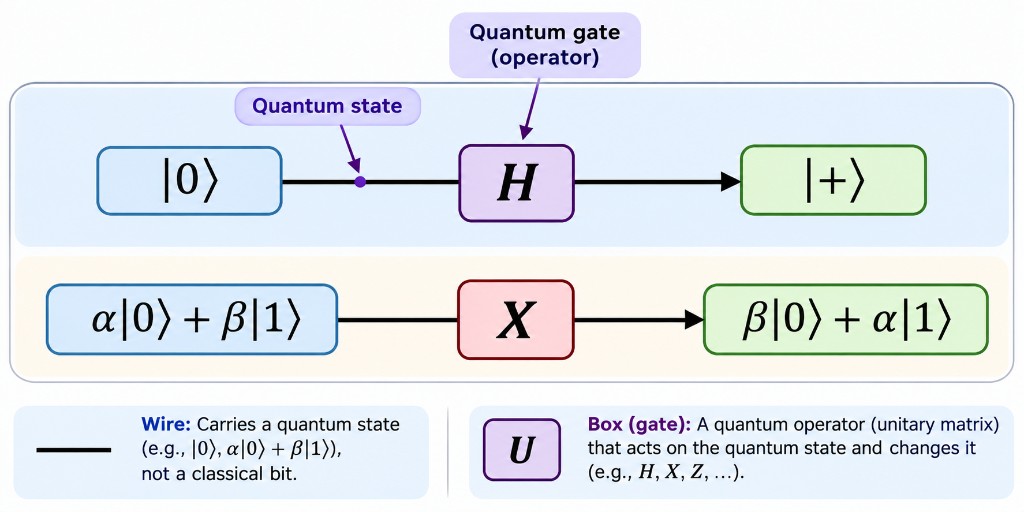 Quantum gate
(operator)
Quantum state
|0⟩
H
|+⟩
α|0⟩ + β|1⟩
X
β|0⟩ + α|1⟩
Wire: Carries a quantum state
(e.g., |0⟩, α|0⟩ + β|1⟩),
not a classical bit.
U
Box (gate): A quantum operator (unitary matrix)
that acts on the quantum state and changes it
(e.g., H, X, Z, ...).